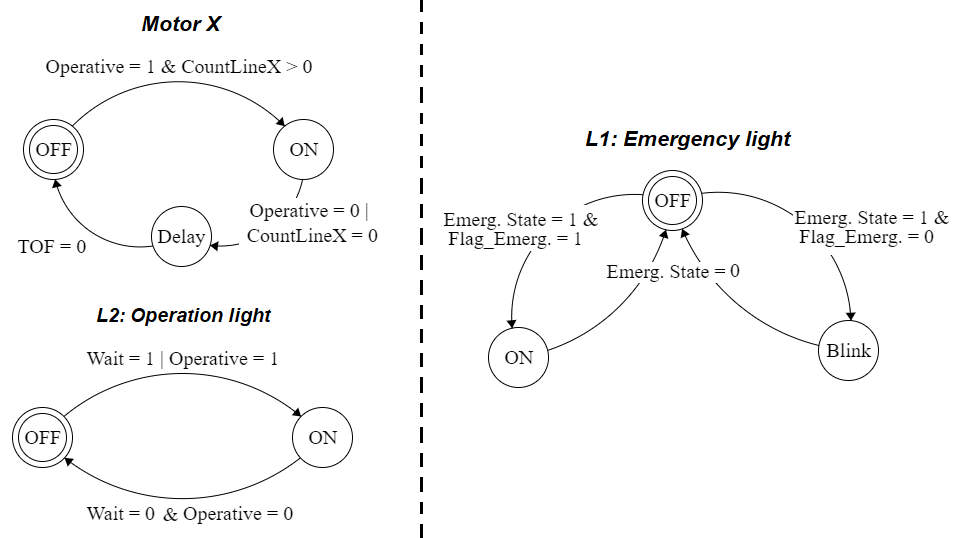 Motor X
Operative = 1 & CountLineX > 0
OFF
ON
Operative = 0 |
CountLineX = 0
Delay
TOF = 0
L2: Operation light
Wait = 1 | Operative = 1
OFF
ON
Wait = 0 & Operative = 0
L1: Emergency light
OFF
Emerg. State = 1 &
Flag_Emerg. = 1
Emerg. State = 1 &
Flag_Emerg. = 0
Emerg. State = 0
ON
Blink